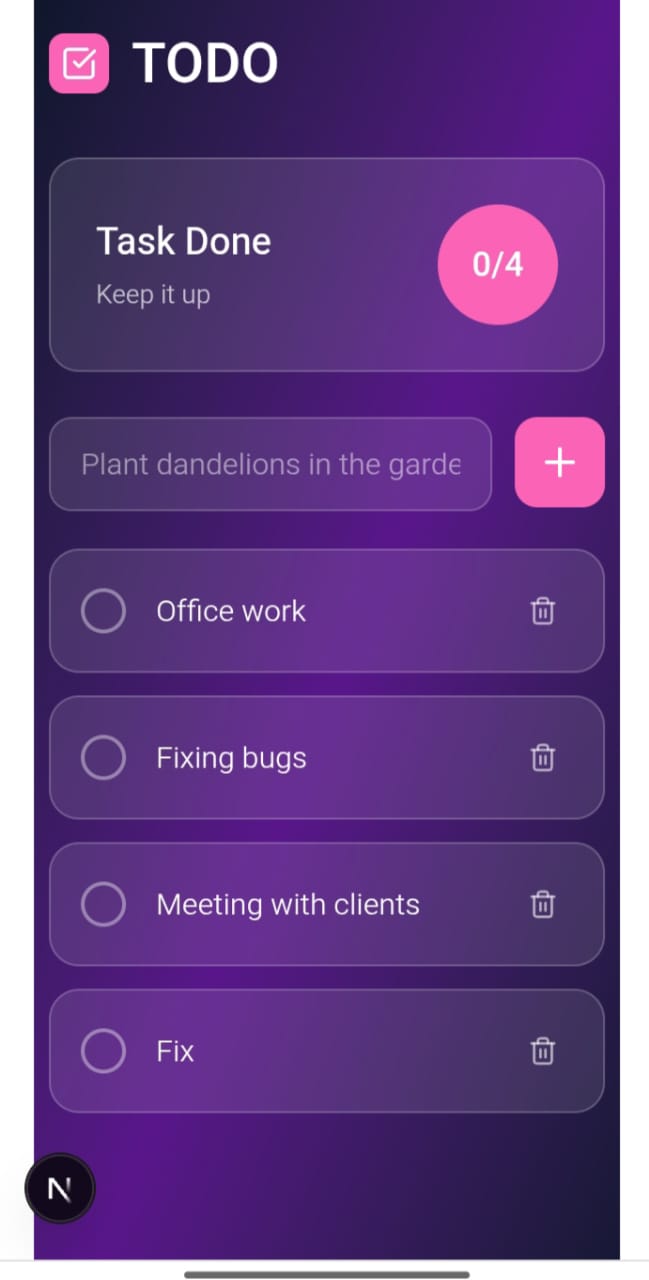 TODO
Task Done
Keep it up
0/4
Plant dandelions in the garde
Office work
Fixing bugs
Meeting with clients
Fix
N